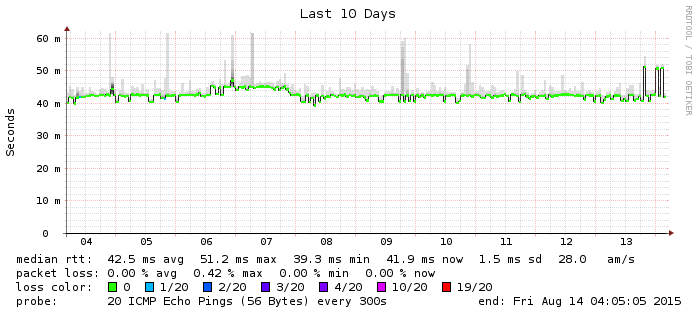 Last 10 Days
RRDTOOL / TOBI OETIKER
Seconds
60 m
50 m
40 m
30 m
20 m
10 m
0
04 05 06 07 08 09 10 11 12 13
median rtt: 42.5 ms avg 51.2 ms max 39.3 ms min 41.9 ms now 1.5 ms sd 28.0 am/s
packet loss: 0.00 % avg 0.42 % max 0.00 % min 0.00 % now
loss color: 0 1/20 2/20 3/20 4/20 10/20 19/20
probe: 20 ICMP Echo Pings (56 Bytes) every 300s end: Fri Aug 14 04:05:05 2015